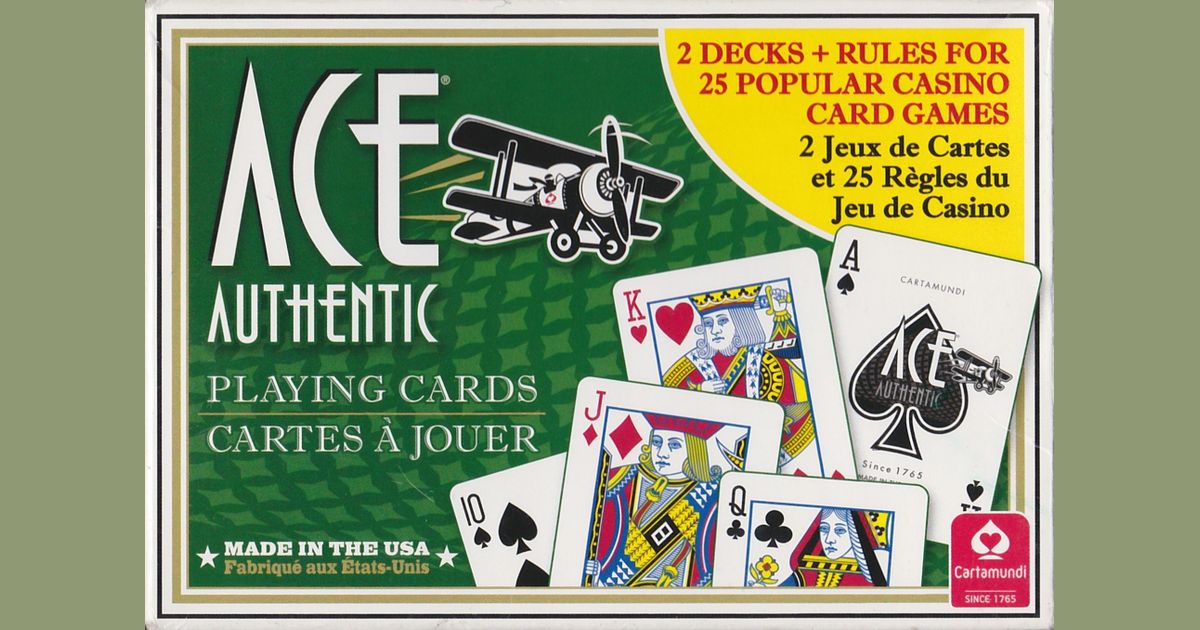 ACE®
AUTHENTIC
PLAYING CARDS
CARTES À JOUER
MADE IN THE USA
Fabriqué aux États-Unis
2 DECKS + RULES FOR
25 POPULAR CASINO
CARD GAMES
2 Jeux de Cartes
et 25 Règles du
Jeu de Casino
K
A
CARTAMUNDI
ACE
AUTHENTIC
Since 1765
J
10
Q
Cartamundi
SINCE 1765